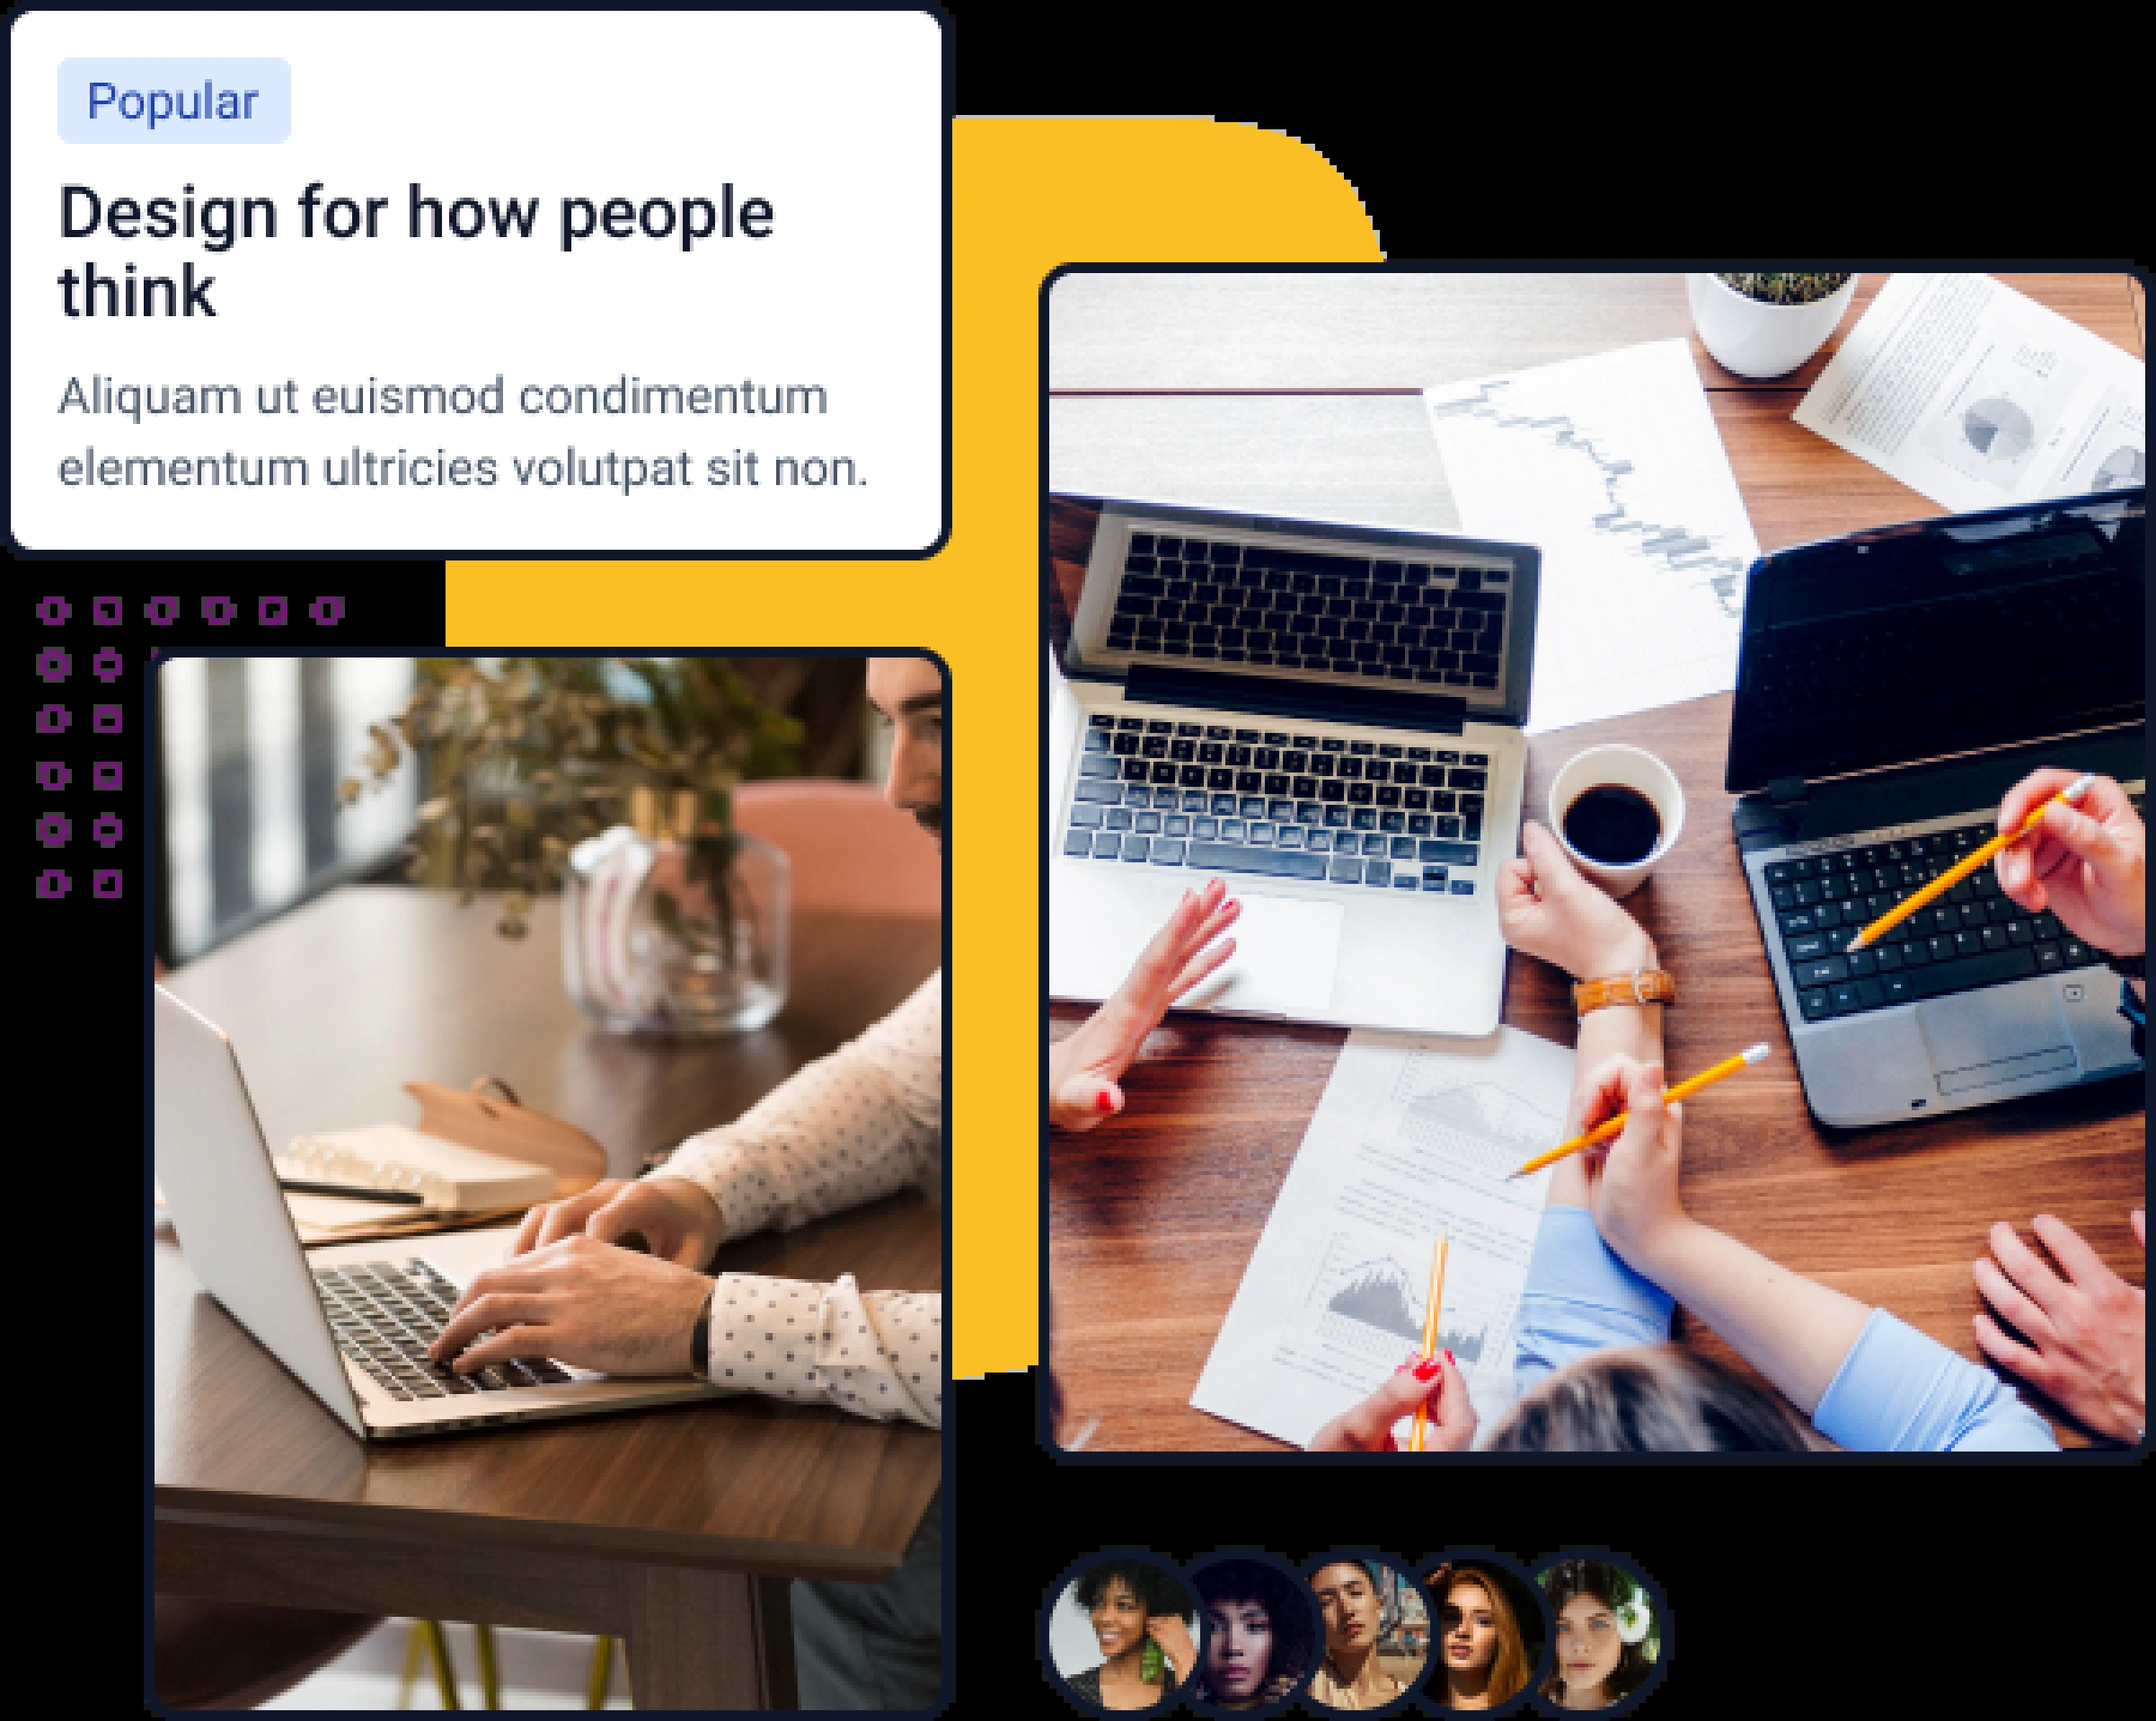 Popular
Design for how people
think
Aliquam ut euismod condimentum
elementum ultricies volutpat sit non.